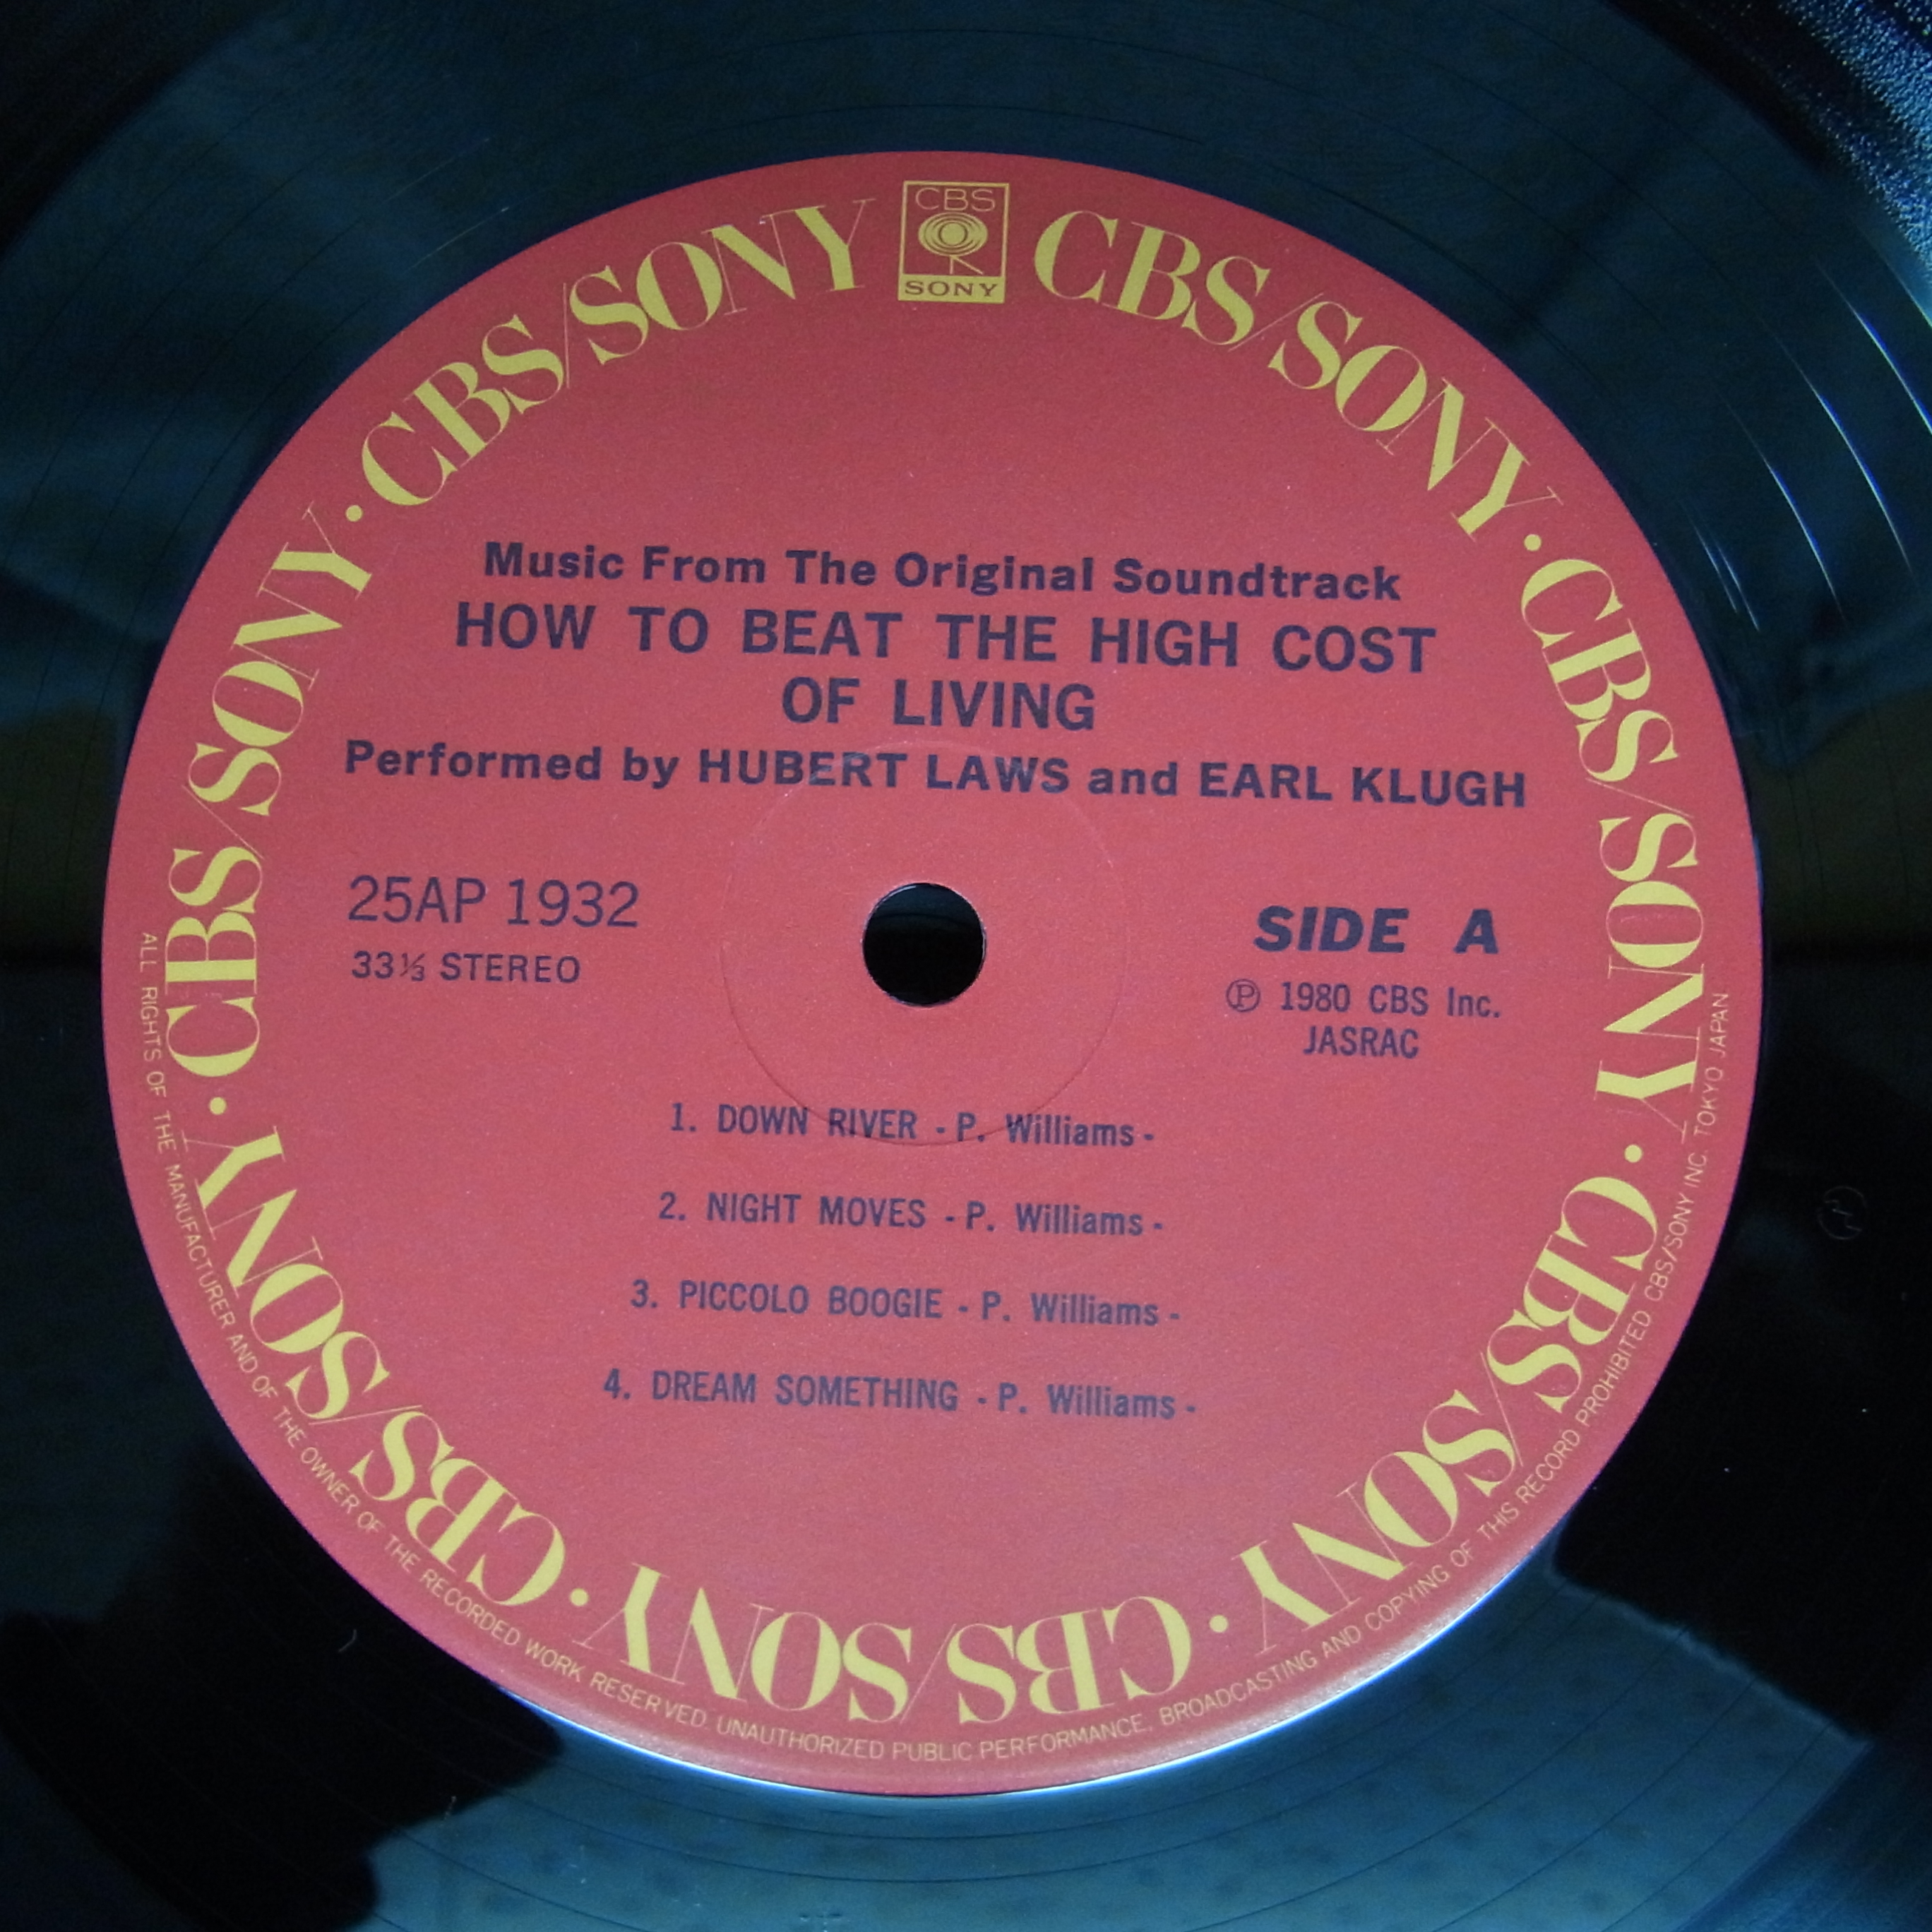 CBS
SONY
CBS/SONY · CBS/SONY · CBS/SONY · CBS/SONY · CBS/SONY · CBS/SONY · CBS/SONY
Music From The Original Soundtrack
HOW TO BEAT THE HIGH COST
OF LIVING
Performed by HUBERT LAWS and EARL KLUGH
25AP 1932
33⅓ STEREO
SIDE A
Ⓟ 1980 CBS Inc.
JASRAC
1. DOWN RIVER - P. Williams -
2. NIGHT MOVES - P. Williams -
3. PICCOLO BOOGIE - P. Williams -
4. DREAM SOMETHING - P. Williams -
ALL RIGHTS OF THE MANUFACTURER AND OF THE OWNER OF THE RECORDED WORK RESERVED. UNAUTHORIZED PUBLIC PERFORMANCE, BROADCASTING AND COPYING OF THIS RECORD PROHIBITED CBS/SONY INC. TOKYO JAPAN